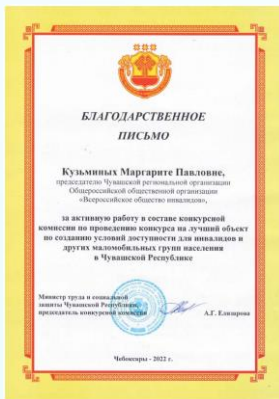 БЛАГОДАРСТВЕННОЕ
ПИСЬМО
Кузьминых Маргарите Павловне,
председателю Чувашской региональной организации
Общероссийской общественной организации
«Всероссийское общество инвалидов»,
за активную работу в составе конкурсной
комиссии по проведению конкурса на лучший объект
по созданию условий доступности для инвалидов и
других маломобильных групп населения
в Чувашской Республике
Министр труда и социальной
защиты Чувашской Республики,
председатель конкурсной комиссии
А.Г. Елизарова
Чебоксары - 2022 г.